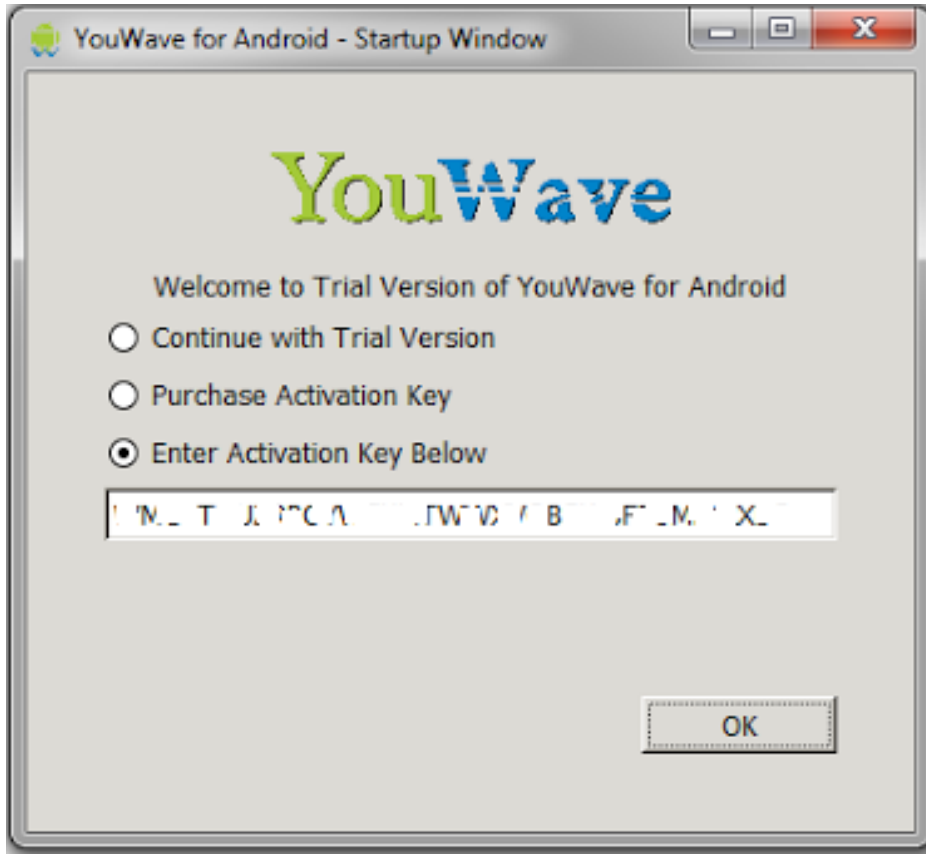 YouWave for Android - Startup Window
YouWave
Welcome to Trial Version of YouWave for Android
Continue with Trial Version
Purchase Activation Key
Enter Activation Key Below
OK